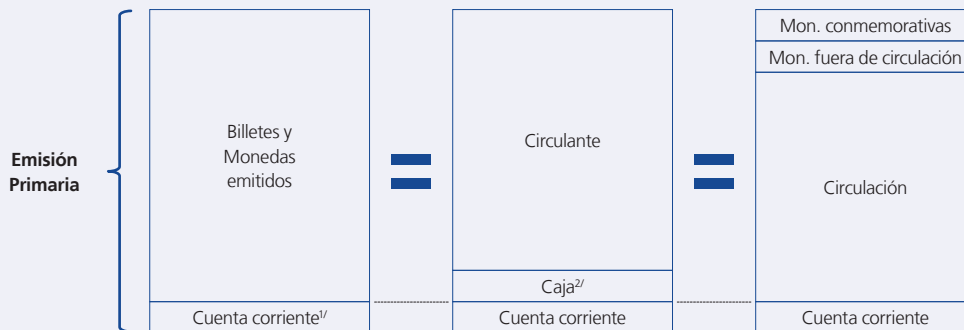 Emisión
Primaria
Billetes y
Monedas
emitidos
Cuenta corriente1/
Circulante
Caja2/
Cuenta corriente
Mon. conmemorativas
Mon. fuera de circulación
Circulación
Cuenta corriente